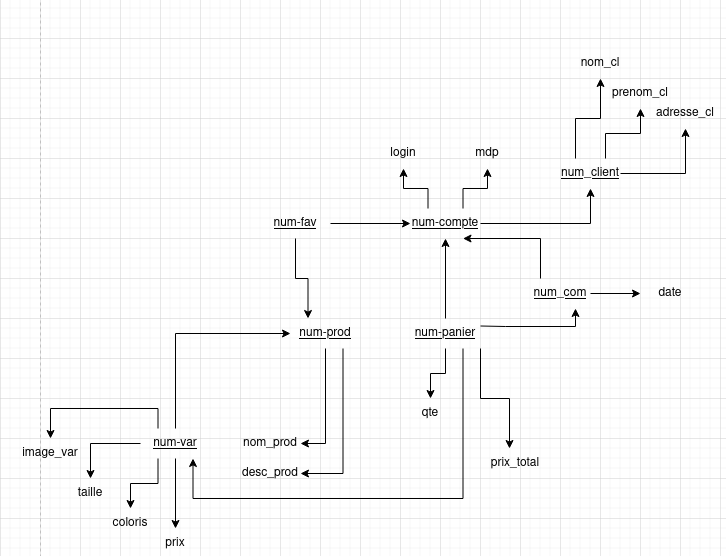 nom_cl
prenom_cl
adresse_cl
login
mdp
num_client
num-fav
num-compte
num_com
date
num-prod
num-panier
qte
image_var
num-var
nom_prod
desc_prod
prix_total
taille
coloris
prix